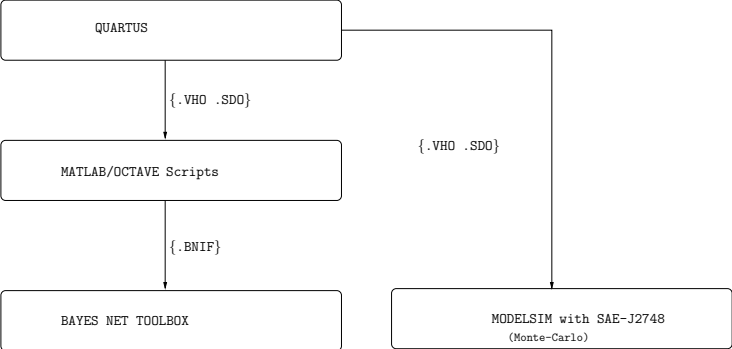 QUARTUS
{.VHO .SDO}
{.VHO .SDO}
MATLAB/OCTAVE Scripts
{.BNIF}
BAYES NET TOOLBOX
MODELSIM with SAE-J2748
(Monte-Carlo)